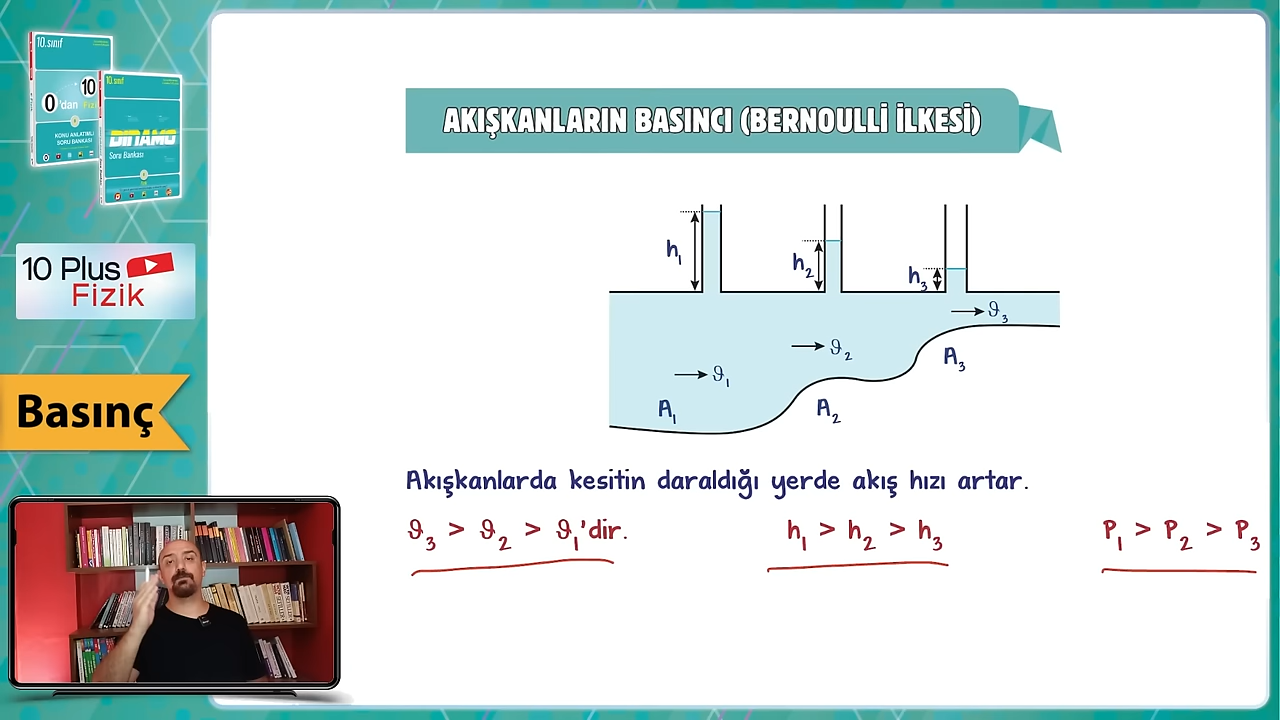 10.sınıf
0'dan 10
Fizik
KONU ANLATIMLI
SORU BANKASI
10.sınıf
DİNAMO
Soru Bankası
10 Plus
Fizik
Basınç
AKIŞKANLARIN BASINCI (BERNOULLİ İLKESİ)
h₁
h₂
h₃
ϑ₃
ϑ₂
ϑ₁
A₃
A₁
A₂
Akışkanlarda kesitin daraldığı yerde akış hızı artar.
ϑ₃ > ϑ₂ > ϑ₁'dir. h₁ > h₂ > h₃ P₁ > P₂ > P₃